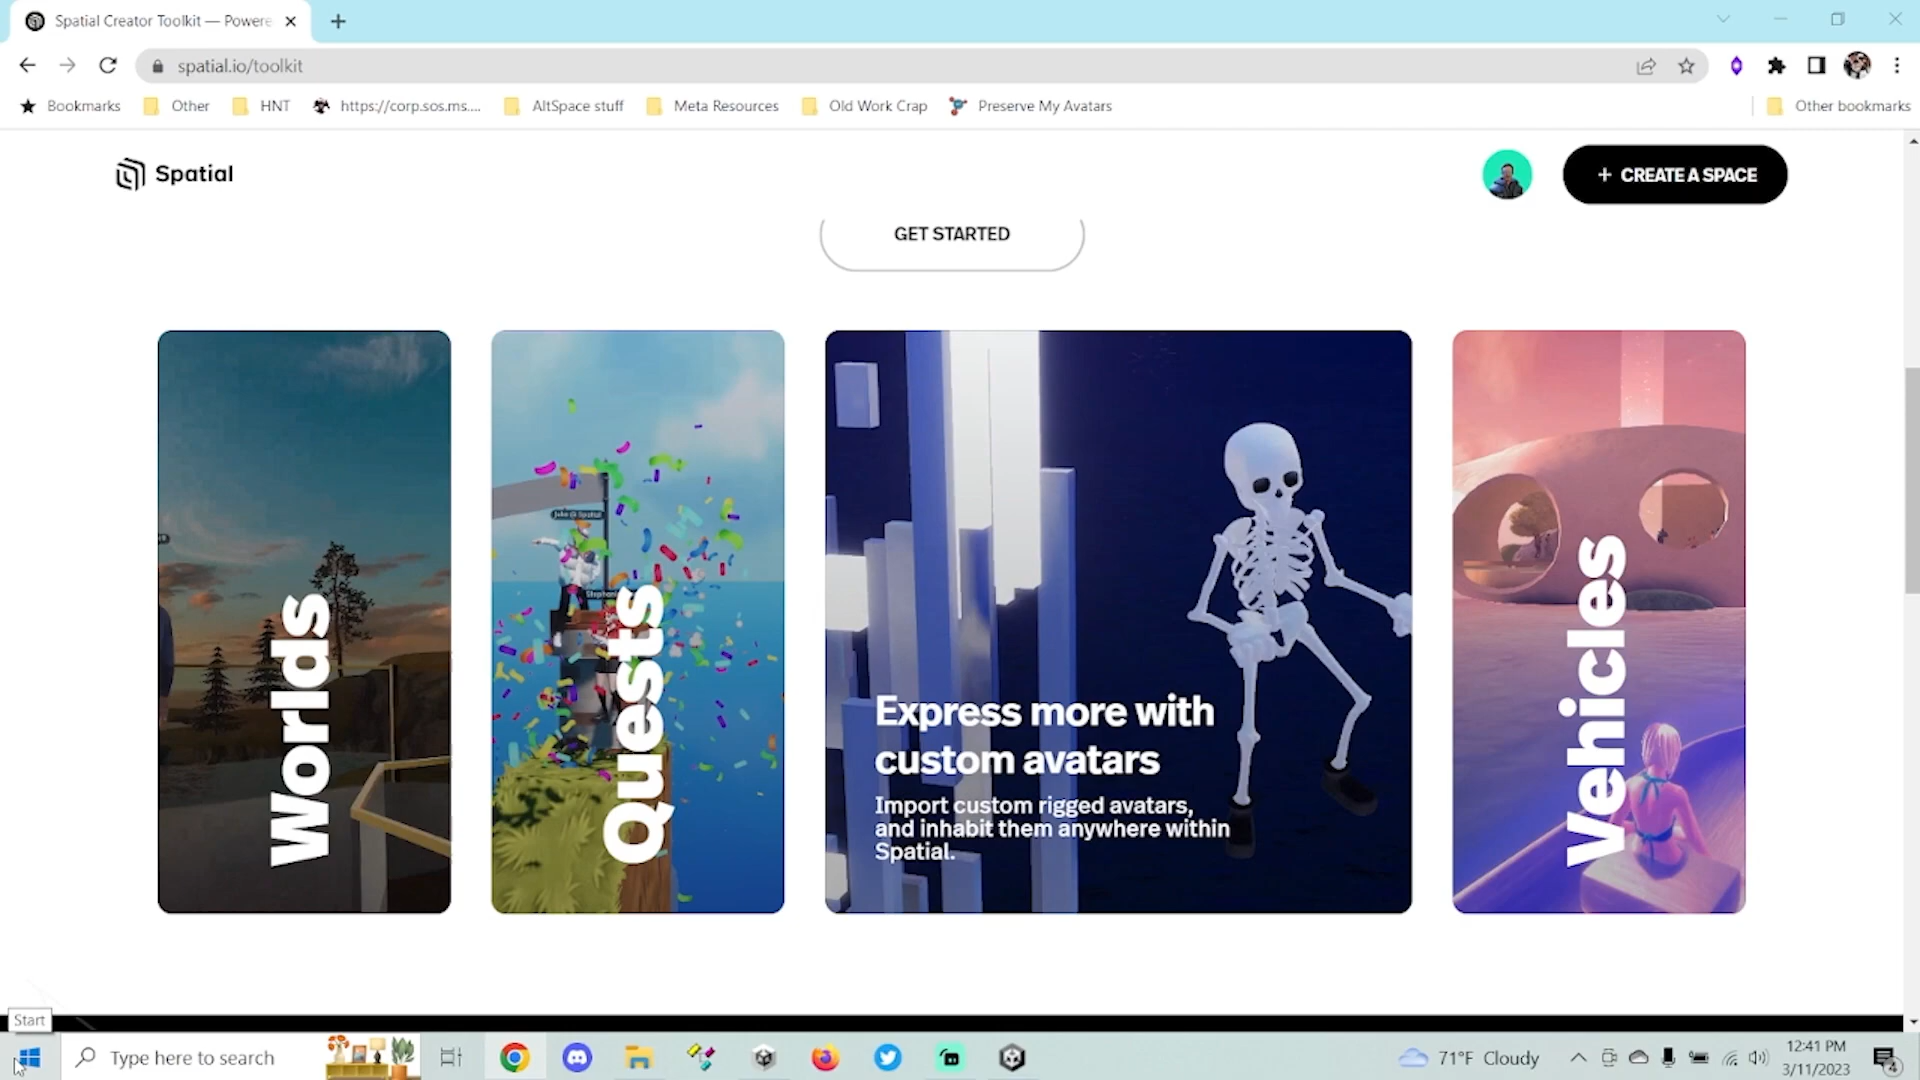 Spatial Creator Toolkit — Powere
spatial.io/toolkit
Bookmarks
Other
HNT
https://corp.sos.ms....
AltSpace stuff
Meta Resources
Old Work Crap
Preserve My Avatars
Other bookmarks
Spatial
+ CREATE A SPACE
GET STARTED
Worlds
Quests
Express more with
custom avatars
Import custom rigged avatars,
and inhabit them anywhere within
Spatial.
Vehicles
Start
Type here to search
71°F Cloudy
12:41 PM
3/11/2023
4